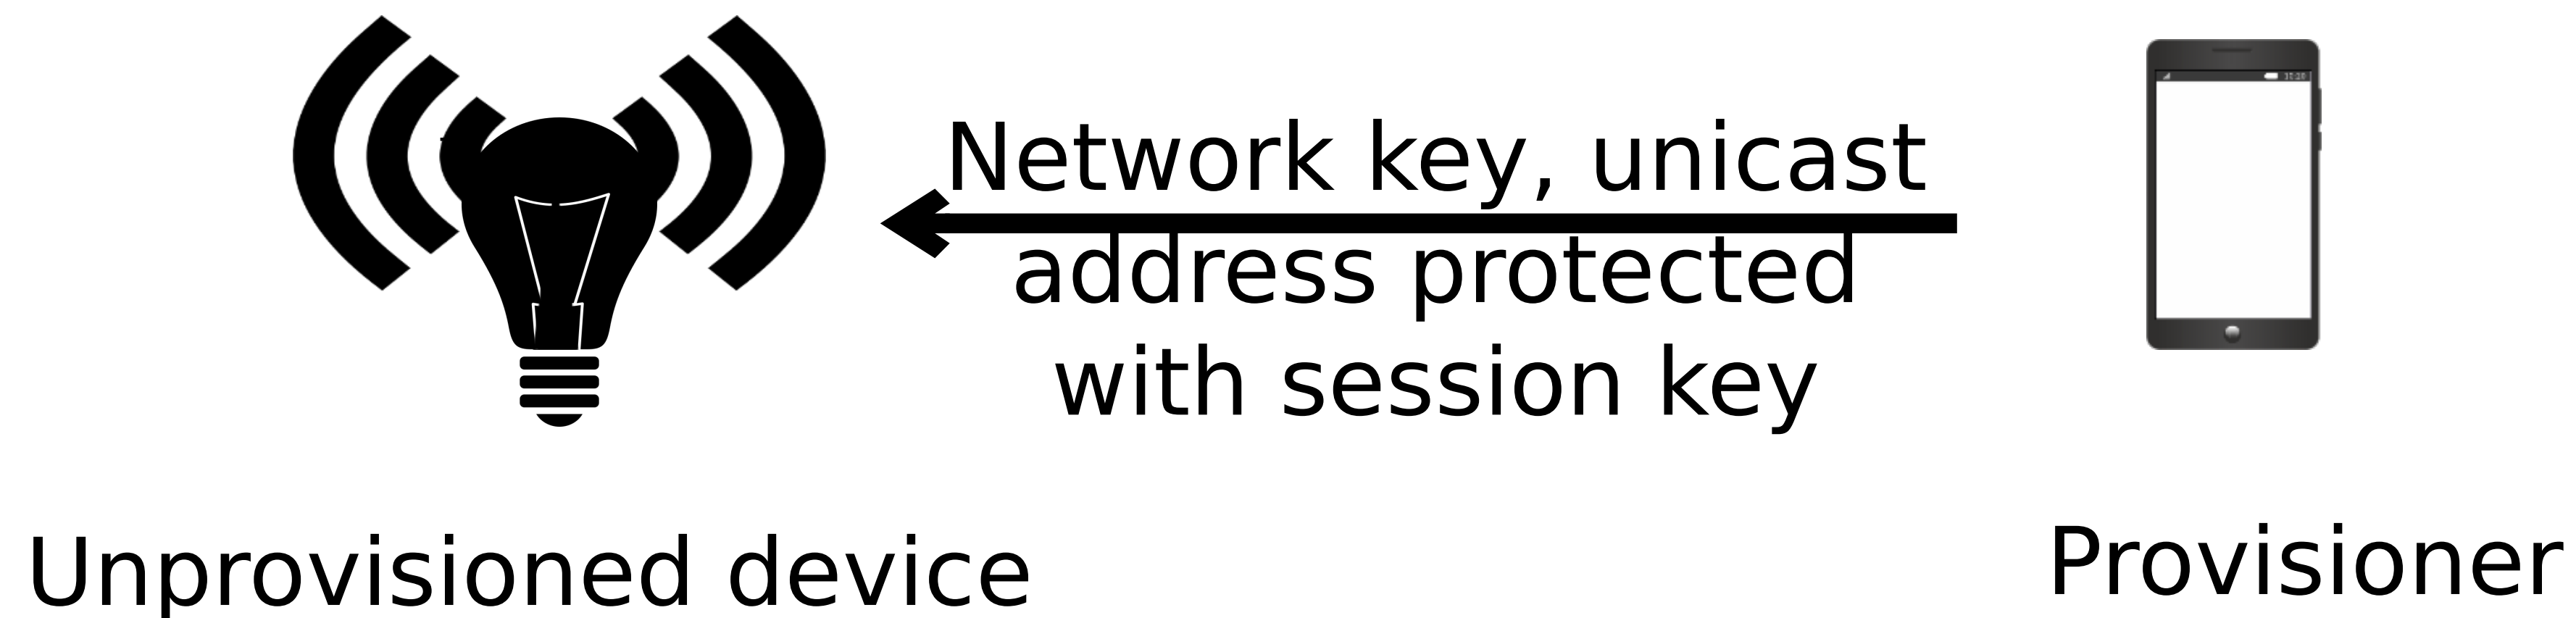 Network key, unicast
address protected
with session key
Unprovisioned device
Provisioner